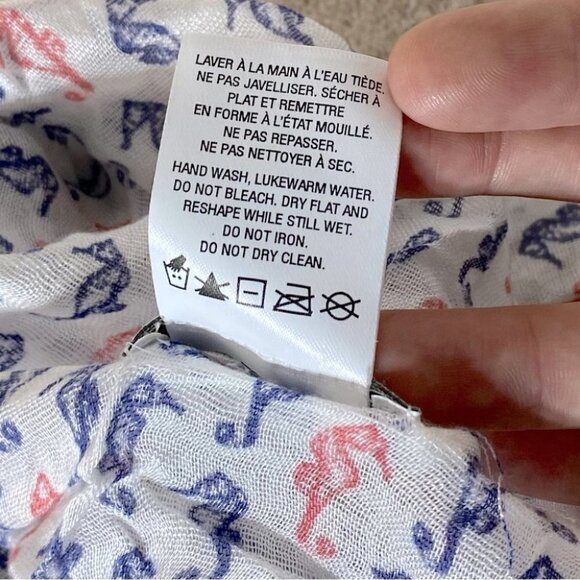 LAVER À LA MAIN À L'EAU TIÈDE.
NE PAS JAVELLISER. SÉCHER À
PLAT ET REMETTRE
EN FORME À L'ÉTAT MOUILLÉ.
NE PAS REPASSER.
NE PAS NETTOYER À SEC.
HAND WASH, LUKEWARM WATER.
DO NOT BLEACH. DRY FLAT AND
RESHAPE WHILE STILL WET.
DO NOT IRON.
DO NOT DRY CLEAN.